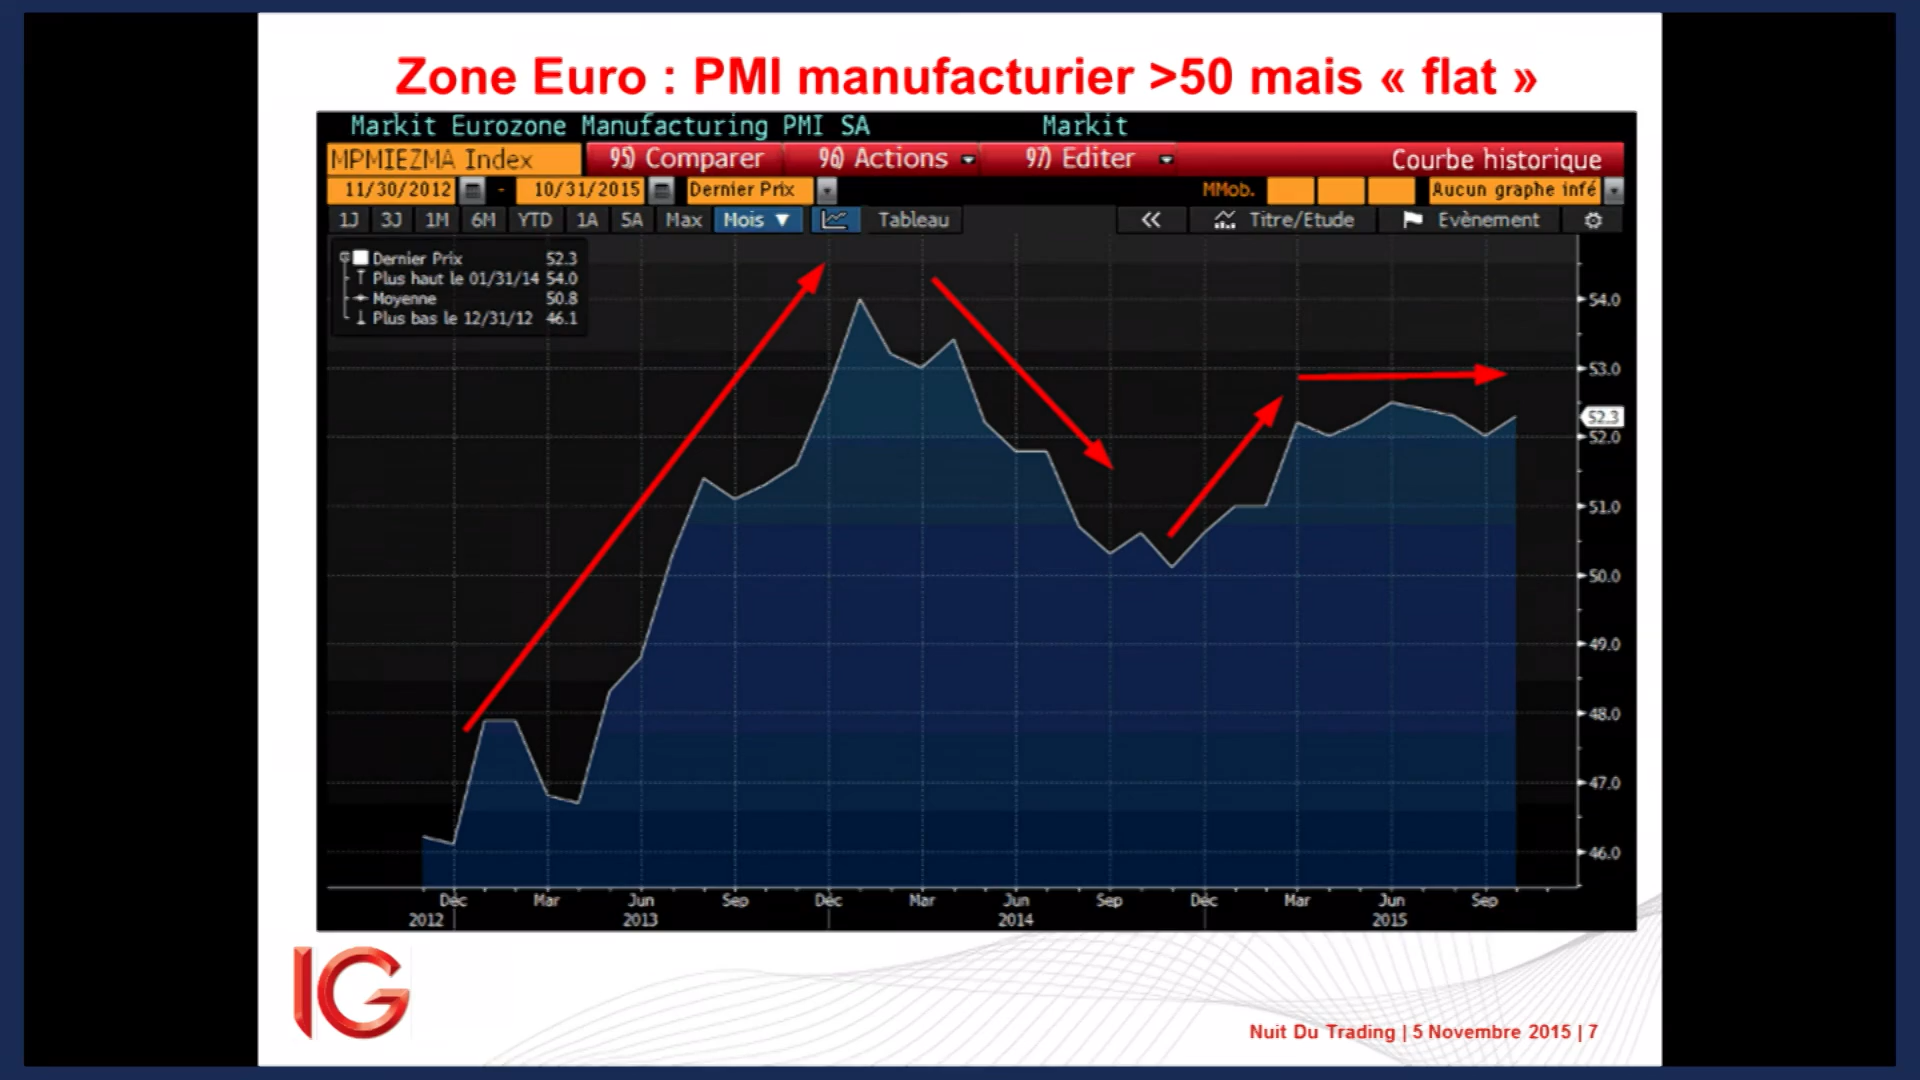 Zone Euro : PMI manufacturier >50 mais « flat »
Markit Eurozone Manufacturing PMI SA Markit
MPMIEZMA Index 95) Comparer 96) Actions 97) Editer Courbe historique
11/30/2012 - 10/31/2015 Dernier Prix MMob. Aucun graphe infé
1J 3J 1M 6M YTD 1A 5A Max Mois ▼ Tableau « Titre/Etude Evènement
Dernier Prix 52.3
Plus haut le 01/31/14 54.0
Moyenne 50.8
Plus bas le 12/31/12 46.1
54.0
53.0
52.3
52.0
51.0
50.0
49.0
48.0
47.0
46.0
Déc Mar Jun Sep Déc Mar Jun Sep Déc Mar Jun Sep
2012 2013 2014 2015
IG
Nuit Du Trading | 5 Novembre 2015 | 7